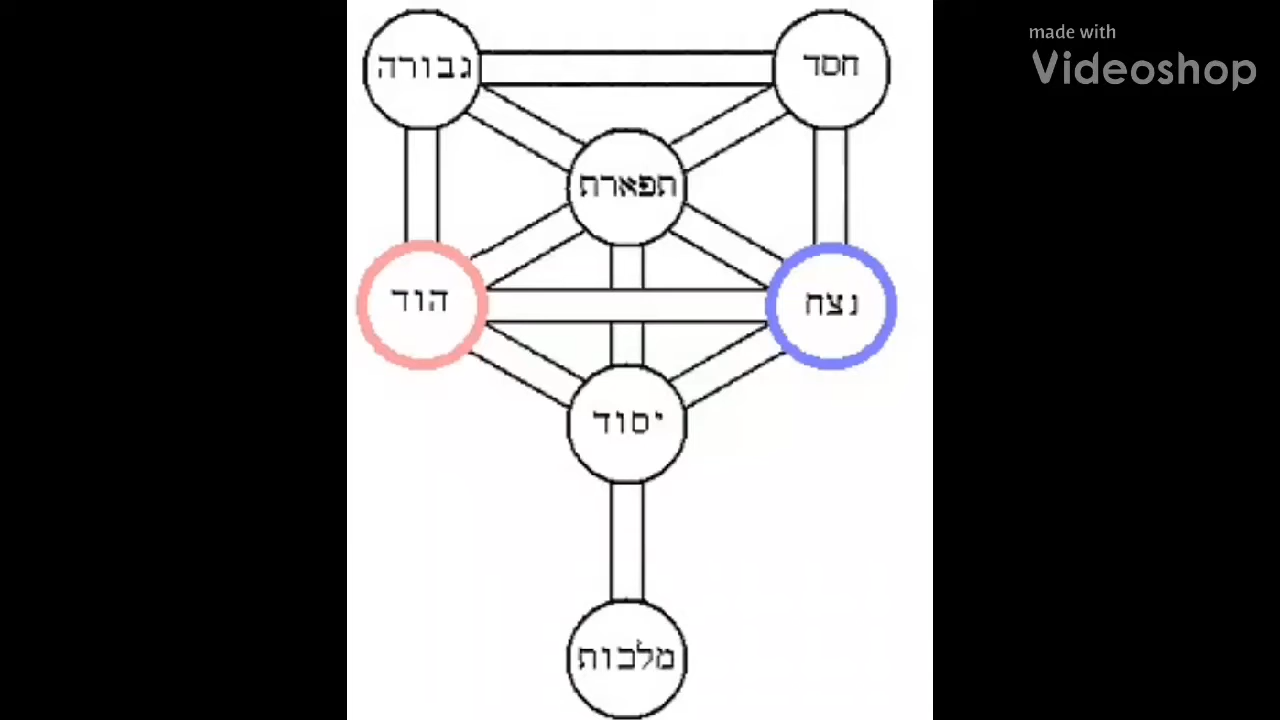 made with
Videoshop
חסד
גבורה
תפארת
נצח
הוד
יסוד
מלכות